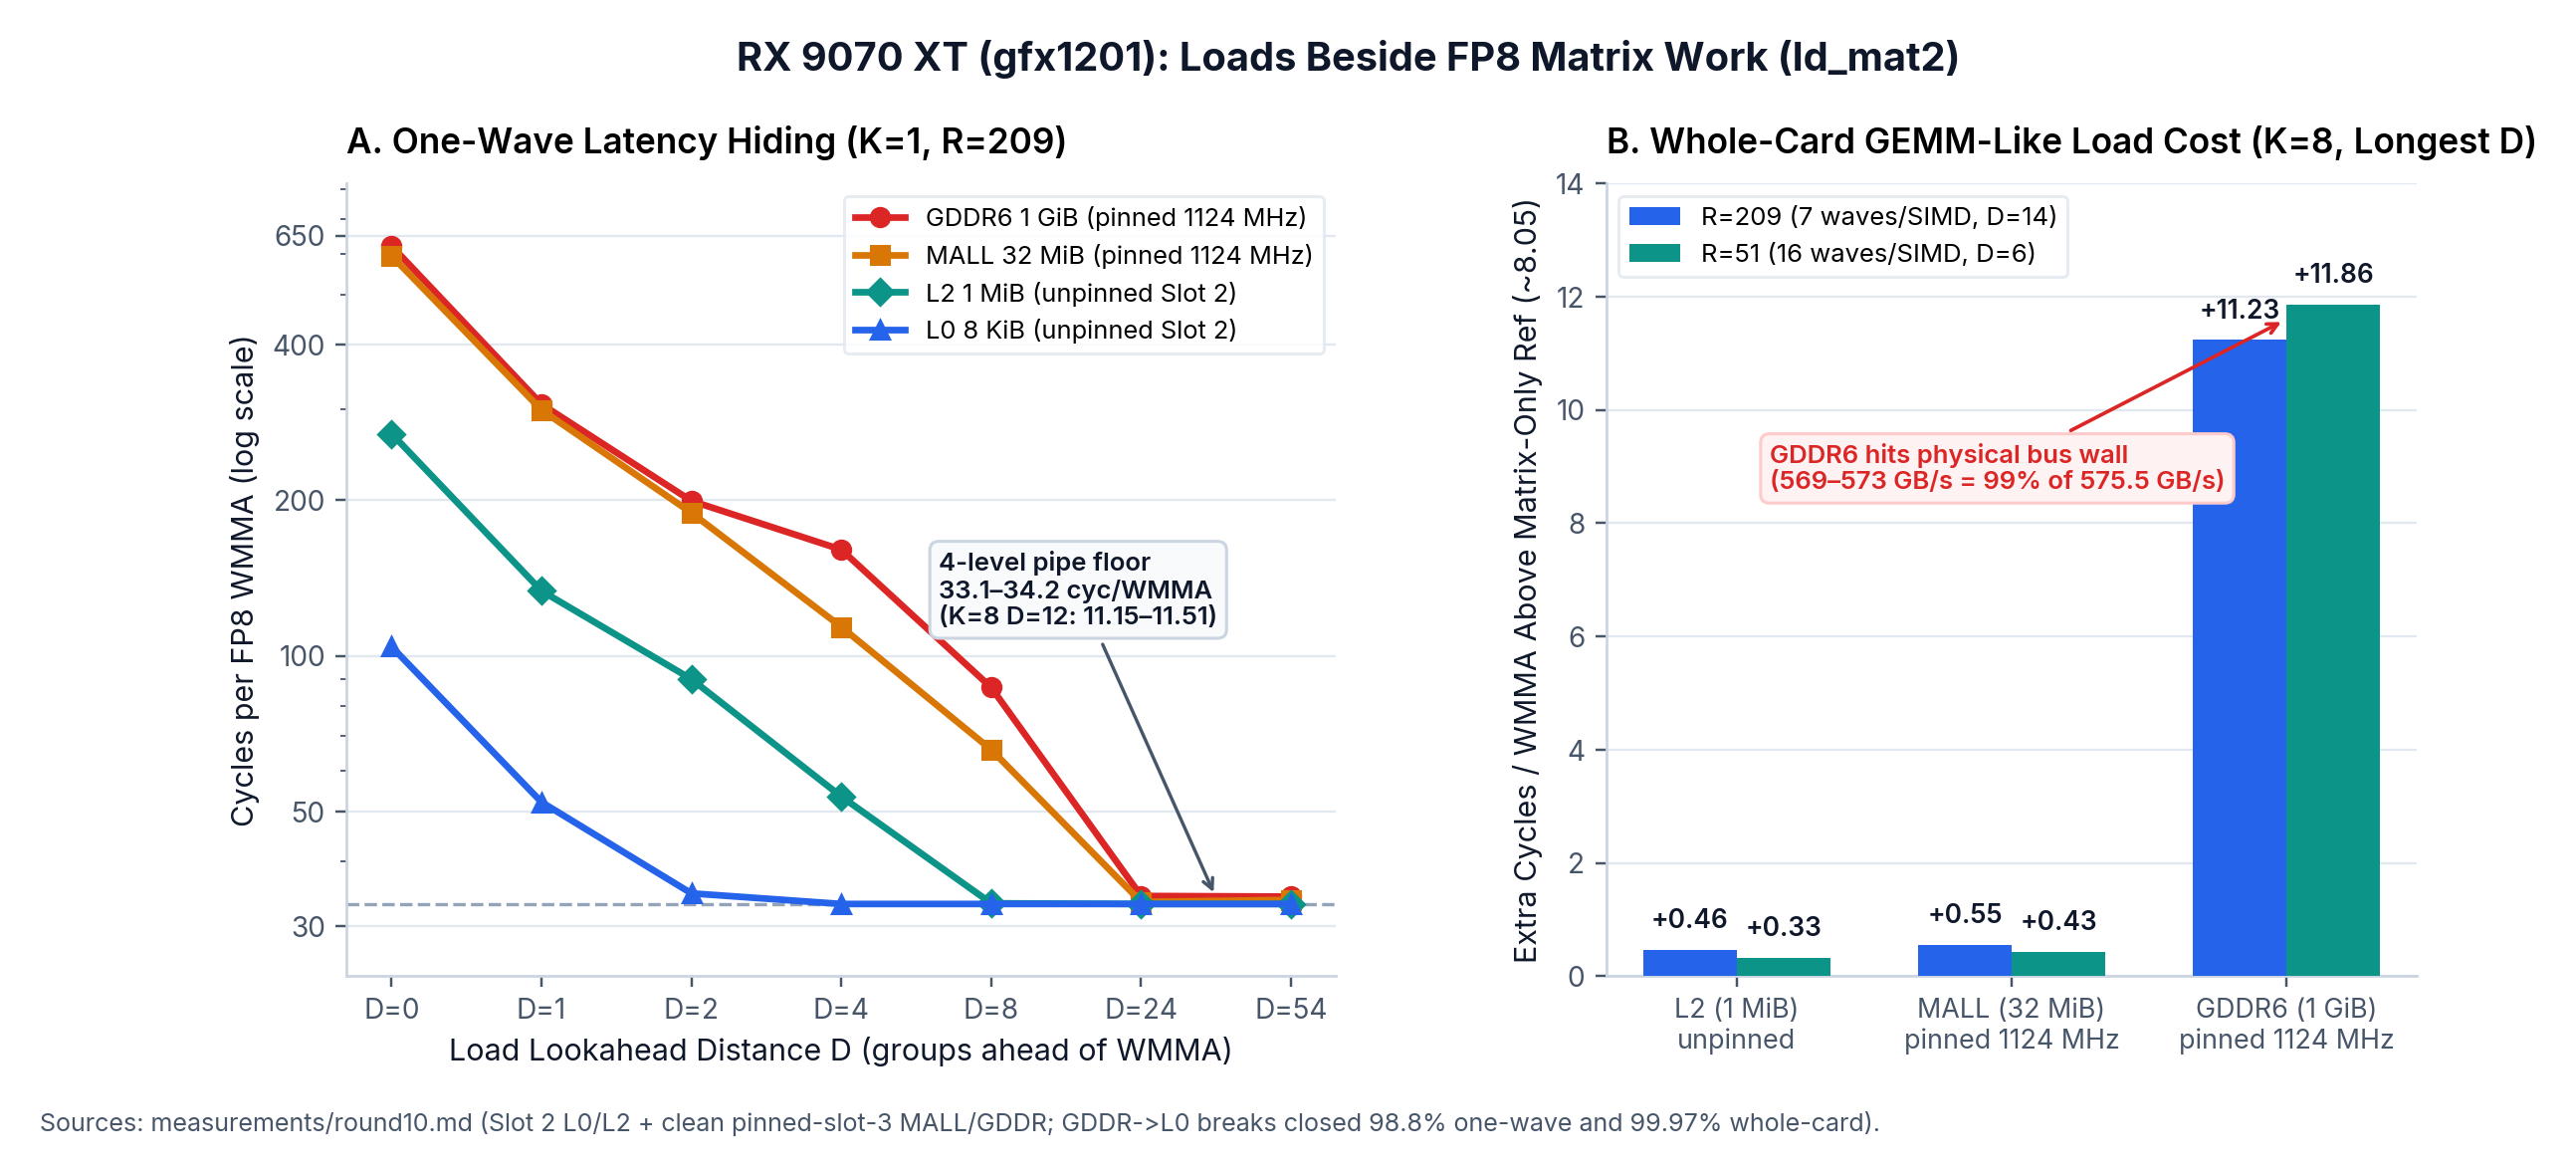 RX 9070 XT (gfx1201): Loads Beside FP8 Matrix Work (ld_mat2)
A. One-Wave Latency Hiding (K=1, R=209)
Cycles per FP8 WMMA (log scale)
650
400
200
100
50
30
GDDR6 1 GiB (pinned 1124 MHz)
MALL 32 MiB (pinned 1124 MHz)
L2 1 MiB (unpinned Slot 2)
L0 8 KiB (unpinned Slot 2)
4-level pipe floor
33.1–34.2 cyc/WMMA
(K=8 D=12: 11.15–11.51)
D=0
D=1
D=2
D=4
D=8
D=24
D=54
Load Lookahead Distance D (groups ahead of WMMA)
B. Whole-Card GEMM-Like Load Cost (K=8, Longest D)
Extra Cycles / WMMA Above Matrix-Only Ref (~8.05)
14
12
10
8
6
4
2
0
R=209 (7 waves/SIMD, D=14)
R=51 (16 waves/SIMD, D=6)
+11.86
+11.23
GDDR6 hits physical bus wall
(569–573 GB/s = 99% of 575.5 GB/s)
+0.46
+0.33
+0.55
+0.43
L2 (1 MiB)
unpinned
MALL (32 MiB)
pinned 1124 MHz
GDDR6 (1 GiB)
pinned 1124 MHz
Sources: measurements/round10.md (Slot 2 L0/L2 + clean pinned-slot-3 MALL/GDDR; GDDR->L0 breaks closed 98.8% one-wave and 99.97% whole-card).